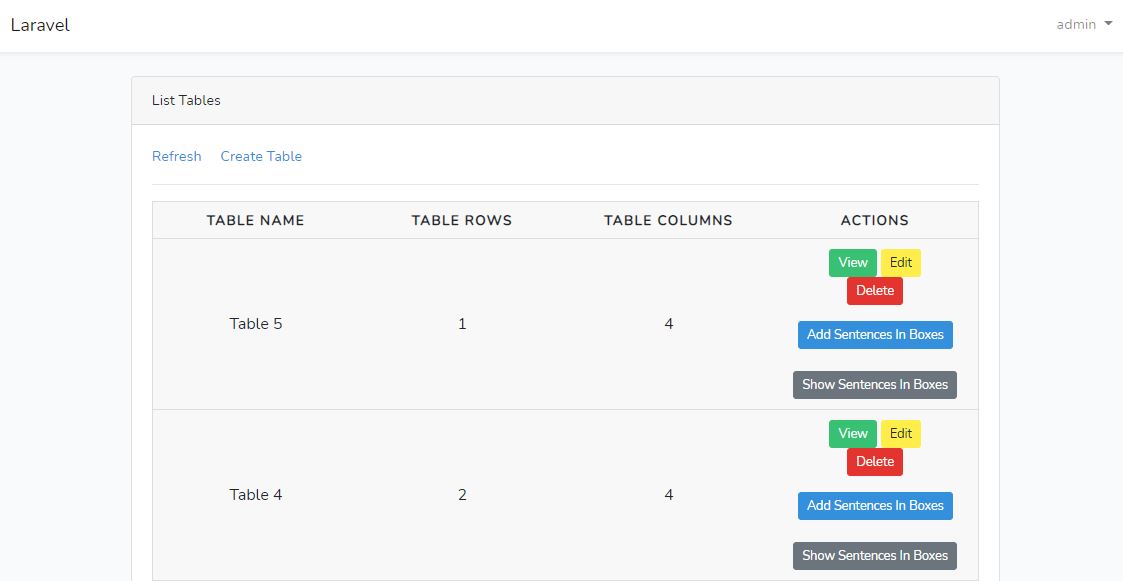 Laravel
admin
List Tables
Refresh Create Table
TABLE NAME TABLE ROWS TABLE COLUMNS ACTIONS
View Edit
Delete
Table 5 1 4
Add Sentences In Boxes
Show Sentences In Boxes
View Edit
Delete
Table 4 2 4
Add Sentences In Boxes
Show Sentences In Boxes